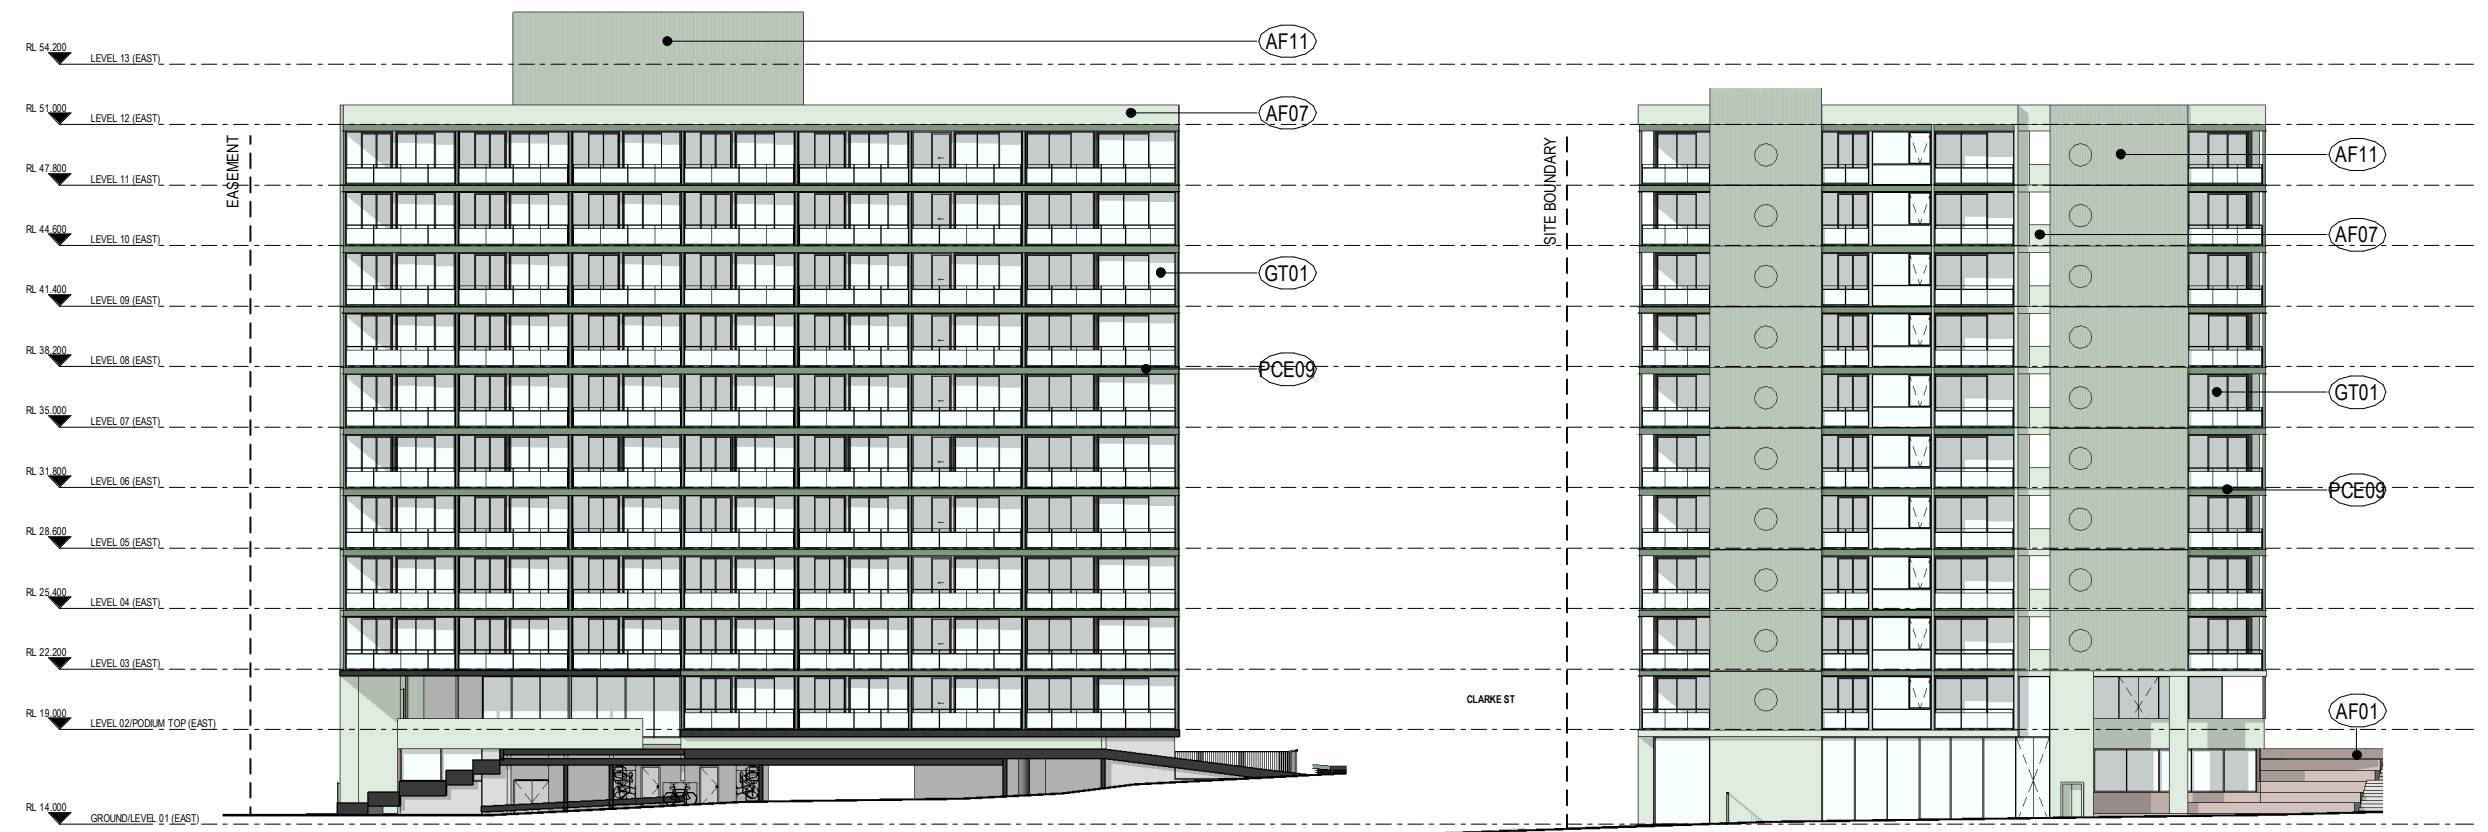 RL 54.200
LEVEL 13 (EAST)
AF11
RL 51.000
LEVEL 12 (EAST)
AF07
EASEMENT
SITE BOUNDARY
AF11
RL 47.800
LEVEL 11 (EAST)
AF07
RL 44.600
LEVEL 10 (EAST)
GT01
RL 41.400
LEVEL 09 (EAST)
RL 38.200
LEVEL 08 (EAST)
PCE09
GT01
RL 35.000
LEVEL 07 (EAST)
RL 31.800
LEVEL 06 (EAST)
PCE09
RL 28.600
LEVEL 05 (EAST)
RL 25.400
LEVEL 04 (EAST)
RL 22.200
LEVEL 03 (EAST)
CLARKE ST
RL 19.000
LEVEL 02/PODIUM TOP (EAST)
AF01
RL 14.000
GROUND/LEVEL 01 (EAST)